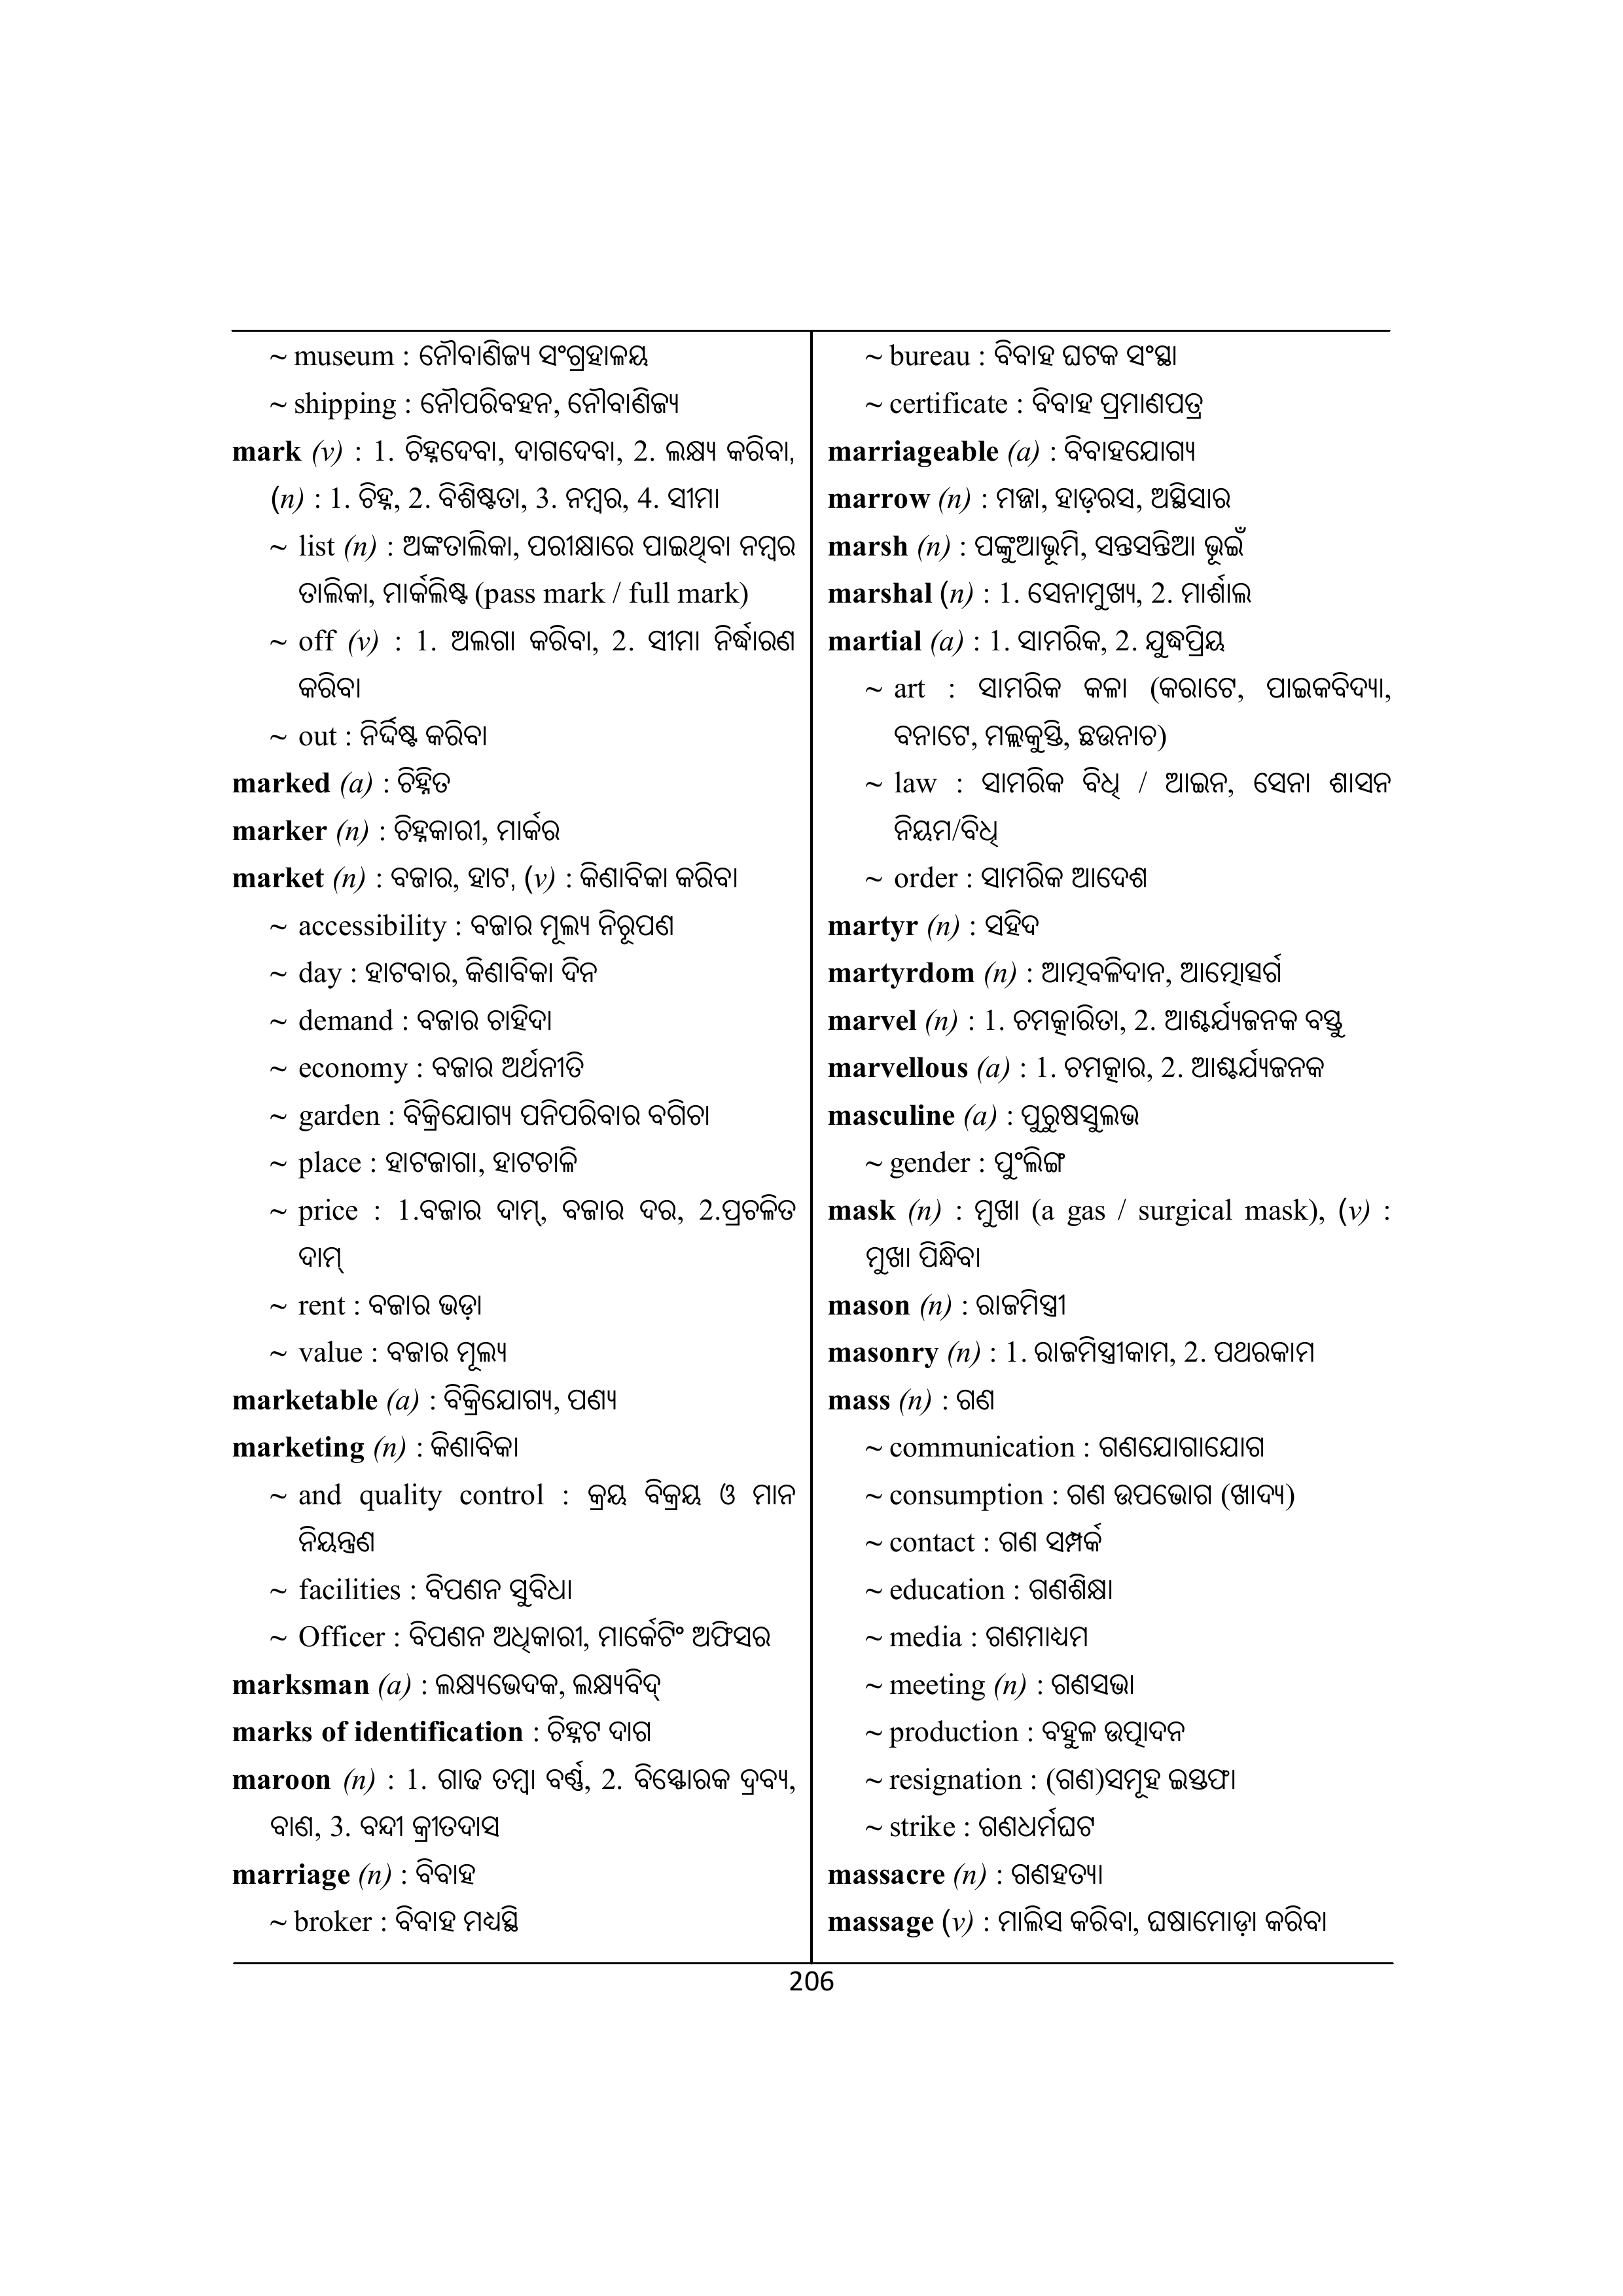 ~ museum : ନୌବାଣିଜ୍ୟ ସଂଗ୍ରହାଳୟ
~ shipping : ନୌପରିବହନ, ନୌବାଣିଜ୍ୟ
mark (v) : 1. ଚିହ୍ନଦେବା, ଦାଗଦେବା, 2. ଲକ୍ଷ୍ୟ କରିବା,
(n) : 1. ଚିହ୍ନ, 2. ବିଶିଷ୍ଟତା, 3. ନମ୍ବର, 4. ସୀମା
~ list (n) : ଅଙ୍କତାଲିକା, ପରୀକ୍ଷାରେ ପାଇଥିବା ନମ୍ବର
ତାଲିକା, ମାର୍କଲିଷ୍ଟ (pass mark / full mark)
~ off (v) : 1. ଅଲଗା କରିବା, 2. ସୀମା ନିର୍ଦ୍ଧାରଣ
କରିବା
~ out : ନିର୍ଦ୍ଦିଷ୍ଟ କରିବା
marked (a) : ଚିହ୍ନିତ
marker (n) : ଚିହ୍ନକାରୀ, ମାର୍କର
market (n) : ବଜାର, ହାଟ, (v) : କିଣାବିକା କରିବା
~ accessibility : ବଜାର ମୂଲ୍ୟ ନିରୂପଣ
~ day : ହାଟବାର, କିଣାବିକା ଦିନ
~ demand : ବଜାର ଚାହିଦା
~ economy : ବଜାର ଅର୍ଥନୀତି
~ garden : ବିକ୍ରିଯୋଗ୍ୟ ପନିପରିବାର ବଗିଚା
~ place : ହାଟଜାଗା, ହାଟଚାଳି
~ price : 1.ବଜାର ଦାମ୍, ବଜାର ଦର, 2.ପ୍ରଚଳିତ
ଦାମ୍
~ rent : ବଜାର ଭଡ଼ା
~ value : ବଜାର ମୂଲ୍ୟ
marketable (a) : ବିକ୍ରିଯୋଗ୍ୟ, ପଣ୍ୟ
marketing (n) : କିଣାବିକା
~ and quality control : କ୍ରୟ ବିକ୍ରୟ ଓ ମାନ
ନିୟନ୍ତ୍ରଣ
~ facilities : ବିପଣନ ସୁବିଧା
~ Officer : ବିପଣନ ଅଧିକାରୀ, ମାର୍କେଟିଂ ଅଫିସର
marksman (a) : ଲକ୍ଷ୍ୟଭେଦକ, ଲକ୍ଷ୍ୟବିଦ୍
marks of identification : ଚିହ୍ନଟ ଦାଗ
maroon (n) : 1. ଗାଢ ତମ୍ବା ବର୍ଣ୍ଣ, 2. ବିସ୍ଫୋରକ ଦ୍ରବ୍ୟ,
ବାଣ, 3. ବନ୍ଦୀ କ୍ରୀତଦାସ
marriage (n) : ବିବାହ
~ broker : ବିବାହ ମଧ୍ୟସ୍ଥି
~ bureau : ବିବାହ ଘଟକ ସଂସ୍ଥା
~ certificate : ବିବାହ ପ୍ରମାଣପତ୍ର
marriageable (a) : ବିବାହଯୋଗ୍ୟ
marrow (n) : ମଜ୍ଜା, ହାଡ଼ରସ, ଅସ୍ଥିସାର
marsh (n) : ପଙ୍କୁଆଭୂମି, ସନ୍ତସନ୍ତିଆ ଭୂଇଁ
marshal (n) : 1. ସେନାମୁଖ୍ୟ, 2. ମାର୍ଶାଲ
martial (a) : 1. ସାମରିକ, 2. ଯୁଦ୍ଧପ୍ରିୟ
~ art : ସାମରିକ କଳା (କରାଟେ, ପାଇକବିଦ୍ୟା,
ବନାଟେ, ମଲ୍ଲକୁସ୍ତି, ଛଉନାଚ)
~ law : ସାମରିକ ବିଧି / ଆଇନ, ସେନା ଶାସନ
ନିୟମ/ବିଧି
~ order : ସାମରିକ ଆଦେଶ
martyr (n) : ସହିଦ
martyrdom (n) : ଆତ୍ମବଳିଦାନ, ଆତ୍ମୋତ୍ସର୍ଗ
marvel (n) : 1. ଚମତ୍କାରିତା, 2. ଆଶ୍ଚର୍ଯ୍ୟଜନକ ବସ୍ତୁ
marvellous (a) : 1. ଚମତ୍କାର, 2. ଆଶ୍ଚର୍ଯ୍ୟଜନକ
masculine (a) : ପୁରୁଷସୁଲଭ
~ gender : ପୁଂଲିଙ୍ଗ
mask (n) : ମୁଖା (a gas / surgical mask), (v) :
ମୁଖା ପିନ୍ଧିବା
mason (n) : ରାଜମିସ୍ତ୍ରୀ
masonry (n) : 1. ରାଜମିସ୍ତ୍ରୀକାମ, 2. ପଥରକାମ
mass (n) : ଗଣ
~ communication : ଗଣଯୋଗାଯୋଗ
~ consumption : ଗଣ ଉପଭୋଗ (ଖାଦ୍ୟ)
~ contact : ଗଣ ସମ୍ପର୍କ
~ education : ଗଣଶିକ୍ଷା
~ media : ଗଣମାଧ୍ୟମ
~ meeting (n) : ଗଣସଭା
~ production : ବହୁଳ ଉତ୍ପାଦନ
~ resignation : (ଗଣ)ସମୂହ ଇସ୍ତଫା
~ strike : ଗଣଧର୍ମଘଟ
massacre (n) : ଗଣହତ୍ୟା
massage (v) : ମାଲିସ କରିବା, ଘଷାମୋଡ଼ା କରିବା
206